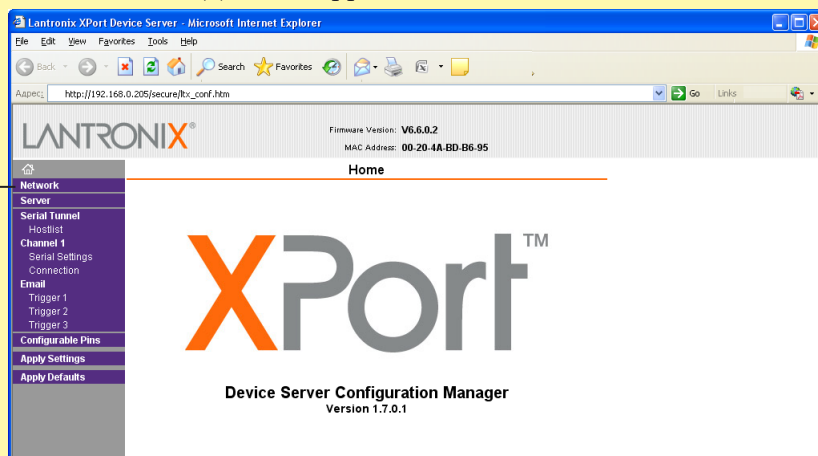 Lantronix XPort Device Server - Microsoft Internet Explorer
File Edit View Favorites Tools Help
Back Search Favorites
Адрес: http://192.168.0.205/secure/ltx_conf.htm Go Links
LANTRONIX®
Firmware Version: V6.6.0.2
MAC Address: 00-20-4A-BD-B6-95
Home
Network
Server
Serial Tunnel
Hostlist
Channel 1
Serial Settings
Connection
Email
Trigger 1
Trigger 2
Trigger 3
Configurable Pins
Apply Settings
Apply Defaults
XPort™
Device Server Configuration Manager
Version 1.7.0.1